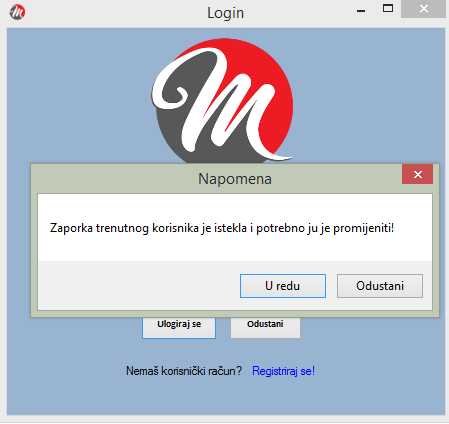 Login
Napomena
Zaporka trenutnog korisnika je istekla i potrebno ju je promijeniti!
U redu Odustani
Ulogiraj se Odustani
Nemaš korisnički račun? Registriraj se!